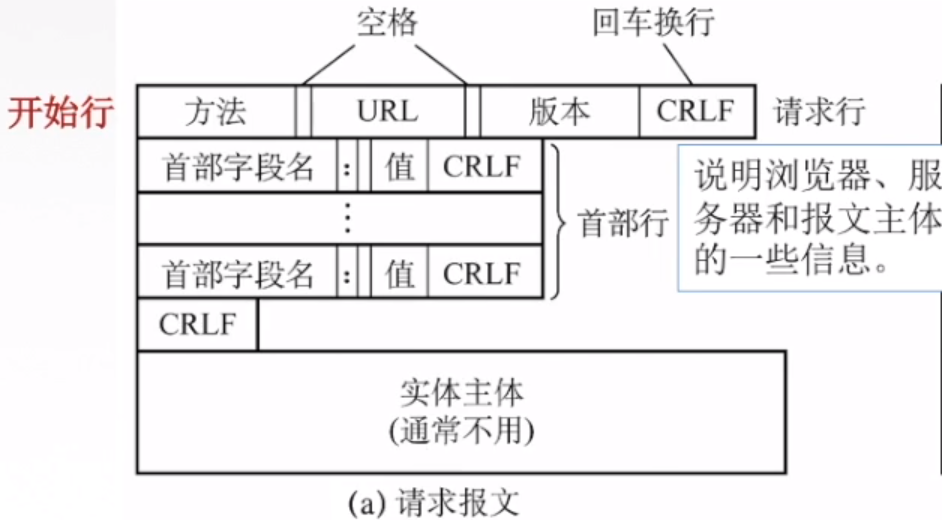 空格 回车换行
开始行 方法 URL 版本 CRLF 请求行
首部字段名 : 值 CRLF
⋮
首部字段名 : 值 CRLF
首部行
说明浏览器、服
务器和报文主体
的一些信息。
CRLF
实体主体
(通常不用)
(a) 请求报文